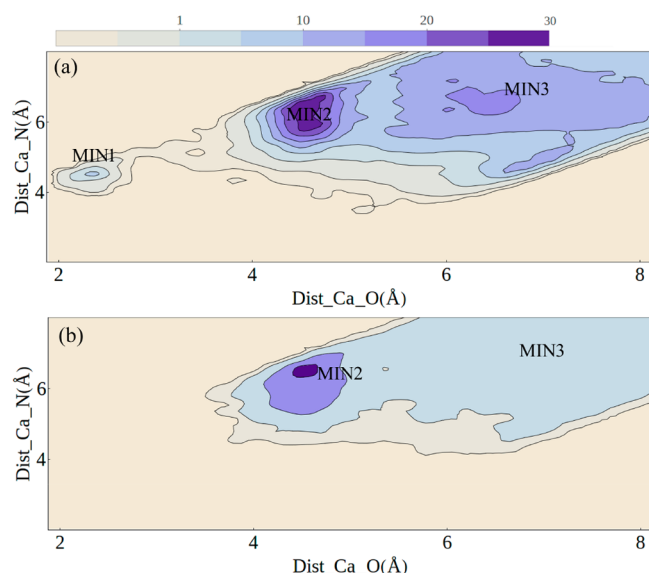 1 10 20 30
(a)
MIN2
MIN3
MIN1
6
4
Dist_Ca_N(Å)
2 4 6 8
Dist_Ca_O(Å)
(b)
MIN3
MIN2
6
4
Dist_Ca_N(Å)
2 4 6 8
Dist_Ca_O(Å)